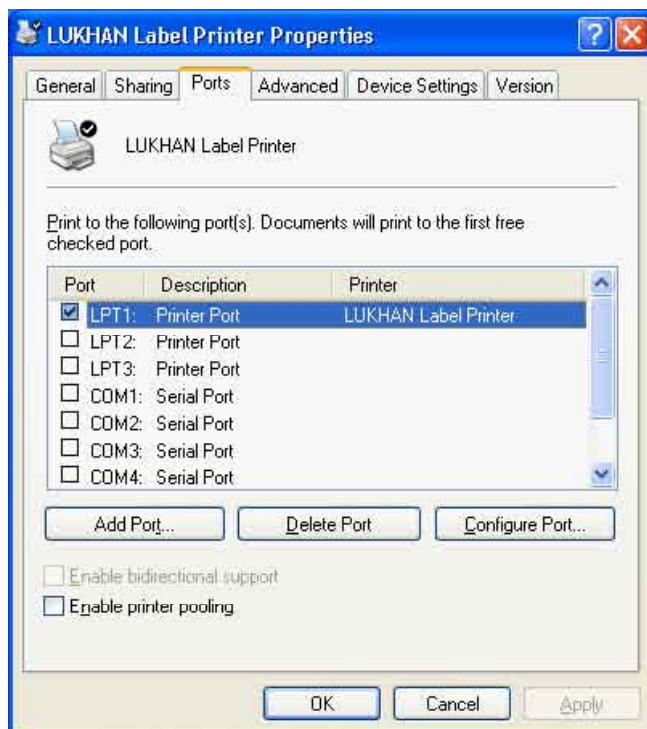 LUKHAN Label Printer Properties
General Sharing Ports Advanced Device Settings Version
LUKHAN Label Printer
Print to the following port(s). Documents will print to the first free
checked port.
Port Description Printer
LPT1: Printer Port LUKHAN Label Printer
LPT2: Printer Port
LPT3: Printer Port
COM1: Serial Port
COM2: Serial Port
COM3: Serial Port
COM4: Serial Port
Add Port... Delete Port Configure Port...
Enable bidirectional support
Enable printer pooling
OK Cancel Apply